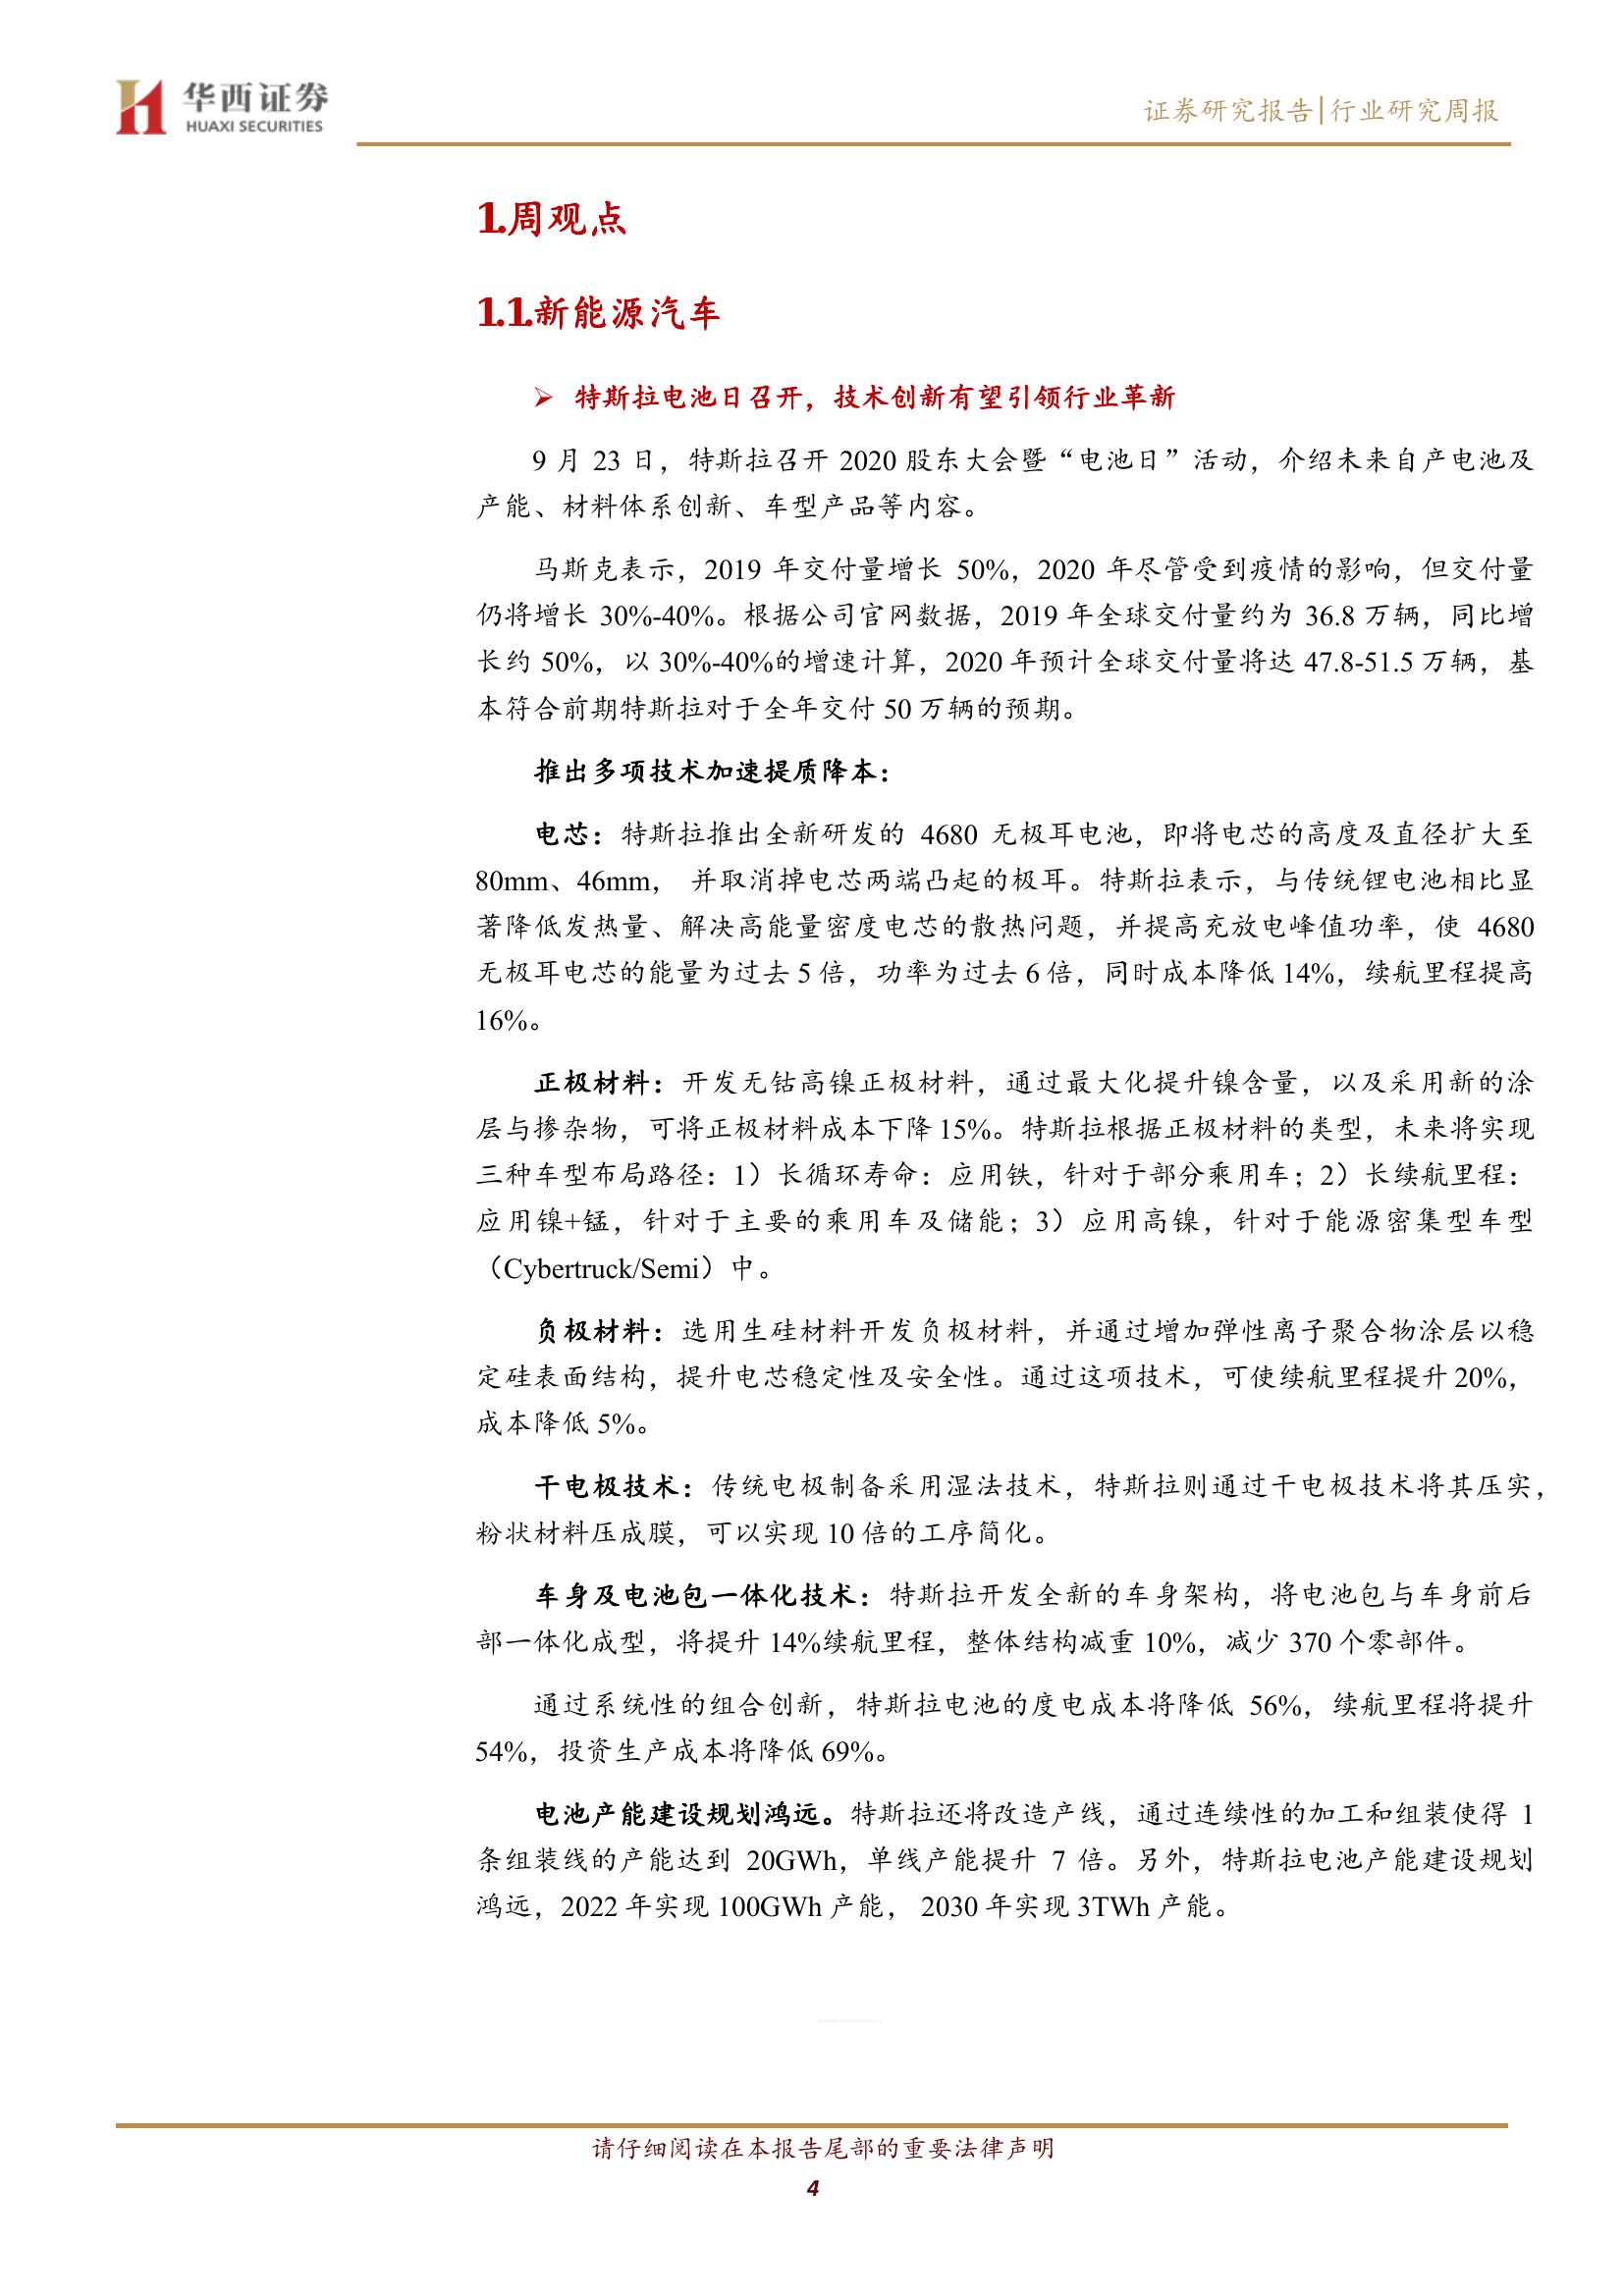 华西证券
HUAXI SECURITIES
证券研究报告|行业研究周报
1.周观点
1.1.新能源汽车
➢ 特斯拉电池日召开，技术创新有望引领行业革新
9 月 23 日，特斯拉召开 2020 股东大会暨“电池日”活动，介绍未来自产电池及
产能、材料体系创新、车型产品等内容。
马斯克表示，2019 年交付量增长 50%，2020 年尽管受到疫情的影响，但交付量
仍将增长 30%-40%。根据公司官网数据，2019 年全球交付量约为 36.8 万辆，同比增
长约 50%，以 30%-40%的增速计算，2020 年预计全球交付量将达 47.8-51.5 万辆，基
本符合前期特斯拉对于全年交付 50 万辆的预期。
推出多项技术加速提质降本：
电芯：特斯拉推出全新研发的 4680 无极耳电池，即将电芯的高度及直径扩大至
80mm、46mm， 并取消掉电芯两端凸起的极耳。特斯拉表示，与传统锂电池相比显
著降低发热量、解决高能量密度电芯的散热问题，并提高充放电峰值功率，使 4680
无极耳电芯的能量为过去 5 倍，功率为过去 6 倍，同时成本降低 14%，续航里程提高
16%。
正极材料：开发无钴高镍正极材料，通过最大化提升镍含量，以及采用新的涂
层与掺杂物，可将正极材料成本下降 15%。特斯拉根据正极材料的类型，未来将实现
三种车型布局路径：1）长循环寿命：应用铁，针对于部分乘用车；2）长续航里程：
应用镍+锰，针对于主要的乘用车及储能；3）应用高镍，针对于能源密集型车型
（Cybertruck/Semi）中。
负极材料：选用生硅材料开发负极材料，并通过增加弹性离子聚合物涂层以稳
定硅表面结构，提升电芯稳定性及安全性。通过这项技术，可使续航里程提升 20%，
成本降低 5%。
干电极技术：传统电极制备采用湿法技术，特斯拉则通过干电极技术将其压实，
粉状材料压成膜，可以实现 10 倍的工序简化。
车身及电池包一体化技术：特斯拉开发全新的车身架构，将电池包与车身前后
部一体化成型，将提升 14%续航里程，整体结构减重 10%，减少 370 个零部件。
通过系统性的组合创新，特斯拉电池的度电成本将降低 56%，续航里程将提升
54%，投资生产成本将降低 69%。
电池产能建设规划鸿远。特斯拉还将改造产线，通过连续性的加工和组装使得 1
条组装线的产能达到 20GWh，单线产能提升 7 倍。另外，特斯拉电池产能建设规划
鸿远，2022 年实现 100GWh 产能， 2030 年实现 3TWh 产能。
请仔细阅读在本报告尾部的重要法律声明
4